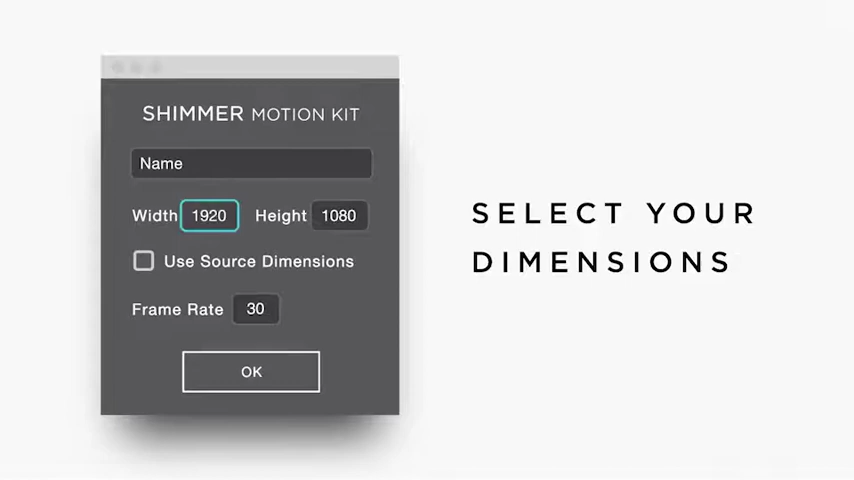 SHIMMER MOTION KIT
Name
Width 1920 Height 1080
Use Source Dimensions
Frame Rate 30
OK
SELECT YOUR
DIMENSIONS